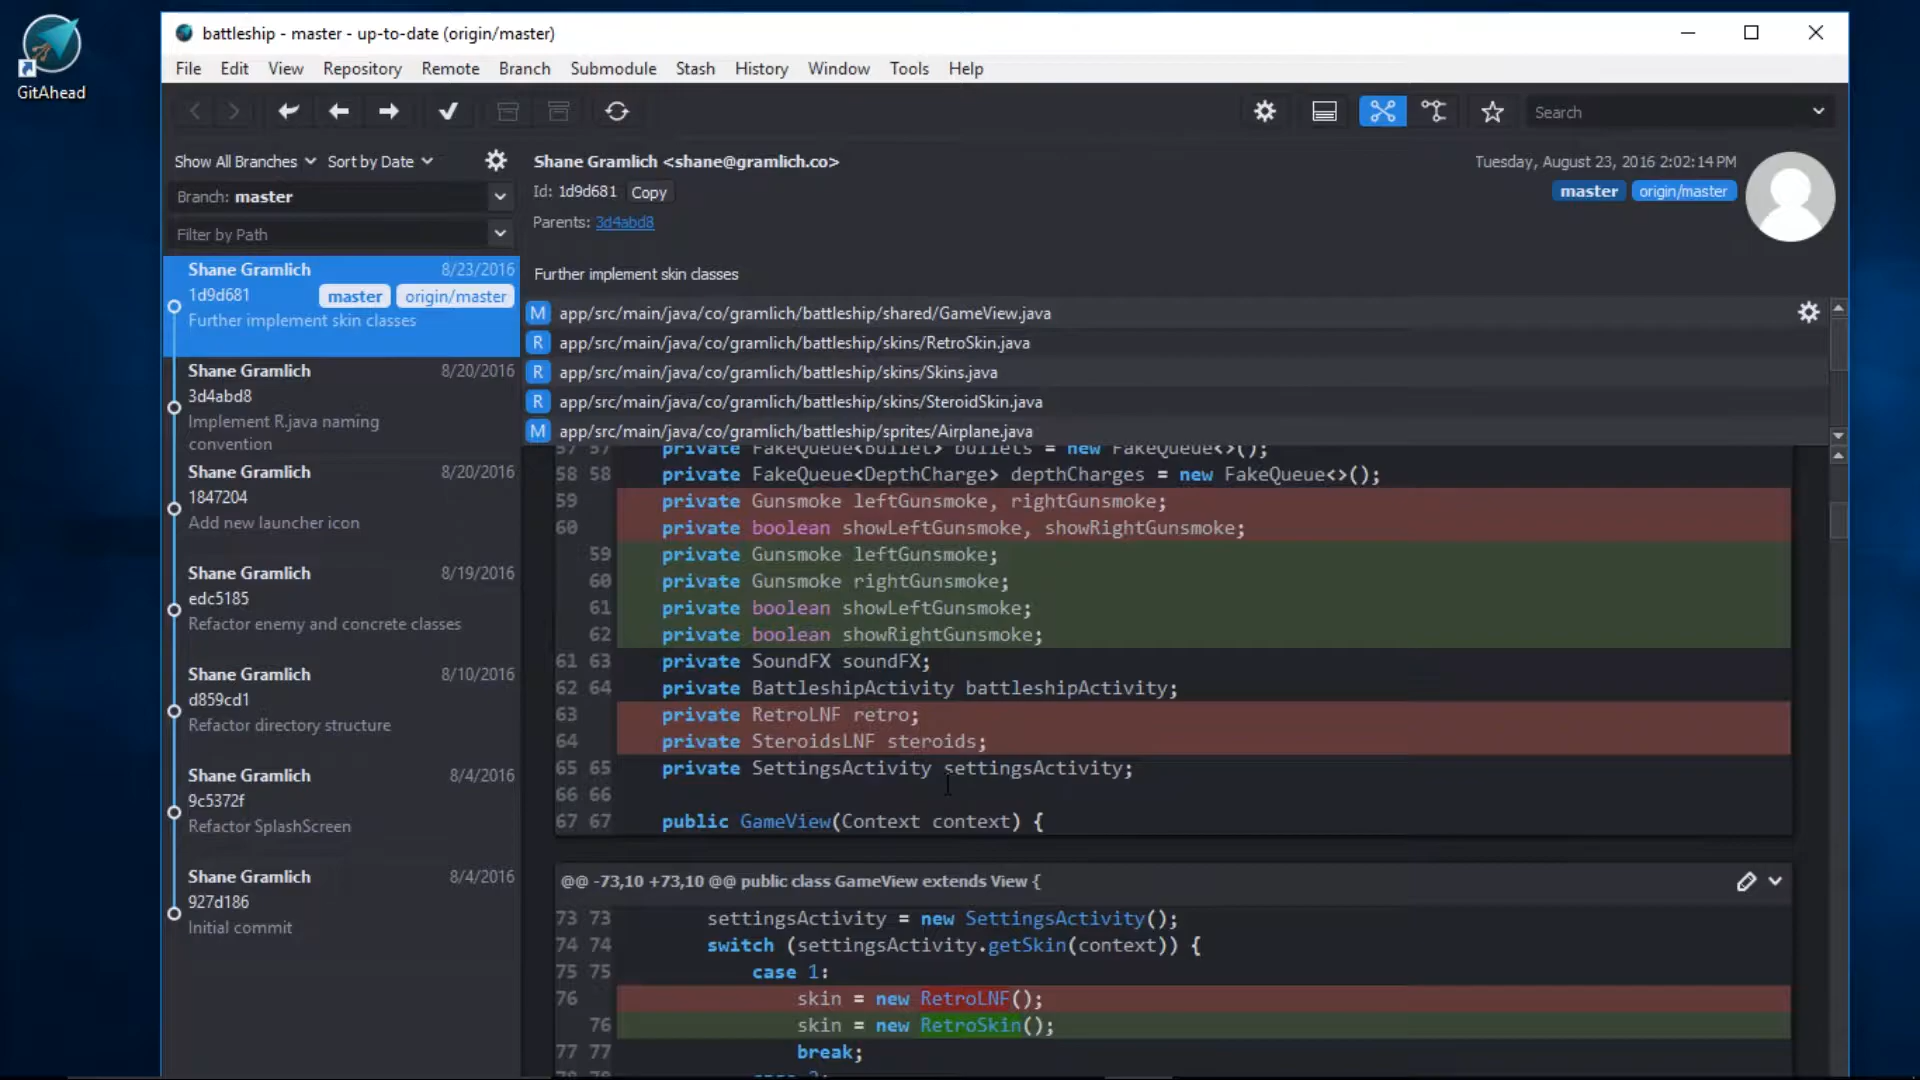 GitAhead
battleship - master - up-to-date (origin/master)
File Edit View Repository Remote Branch Submodule Stash History Window Tools Help
Search
Show All Branches Sort by Date
Branch: master
Filter by Path
Shane Gramlich 8/23/2016
1d9d681 master origin/master
Further implement skin classes
Shane Gramlich 8/20/2016
3d4abd8
Implement R.java naming
convention
Shane Gramlich 8/20/2016
1847204
Add new launcher icon
Shane Gramlich 8/19/2016
edc5185
Refactor enemy and concrete classes
Shane Gramlich 8/10/2016
d859cd1
Refactor directory structure
Shane Gramlich 8/4/2016
9c5372f
Refactor SplashScreen
Shane Gramlich 8/4/2016
927d186
Initial commit
Shane Gramlich <shane@gramlich.co> Tuesday, August 23, 2016 2:02:14 PM
Id: 1d9d681 Copy master origin/master
Parents: 3d4abd8
Further implement skin classes
M app/src/main/java/co/gramlich/battleship/shared/GameView.java
R app/src/main/java/co/gramlich/battleship/skins/RetroSkin.java
R app/src/main/java/co/gramlich/battleship/skins/Skins.java
R app/src/main/java/co/gramlich/battleship/skins/SteroidSkin.java
M app/src/main/java/co/gramlich/battleship/sprites/Airplane.java
57 57 private FakeQueue<Bullet> bullets = new FakeQueue<>();
58 58 private FakeQueue<DepthCharge> depthCharges = new FakeQueue<>();
59 private Gunsmoke leftGunsmoke, rightGunsmoke;
60 private boolean showLeftGunsmoke, showRightGunsmoke;
59 private Gunsmoke leftGunsmoke;
60 private Gunsmoke rightGunsmoke;
61 private boolean showLeftGunsmoke;
62 private boolean showRightGunsmoke;
61 63 private SoundFX soundFX;
62 64 private BattleshipActivity battleshipActivity;
63 private RetroLNF retro;
64 private SteroidsLNF steroids;
65 65 private SettingsActivity settingsActivity;
66 66
67 67 public GameView(Context context) {
@@ -73,10 +73,10 @@ public class GameView extends View {
73 73 settingsActivity = new SettingsActivity();
74 74 switch (settingsActivity.getSkin(context)) {
75 75 case 1:
76 skin = new RetroLNF();
76 skin = new RetroSkin();
77 77 break;